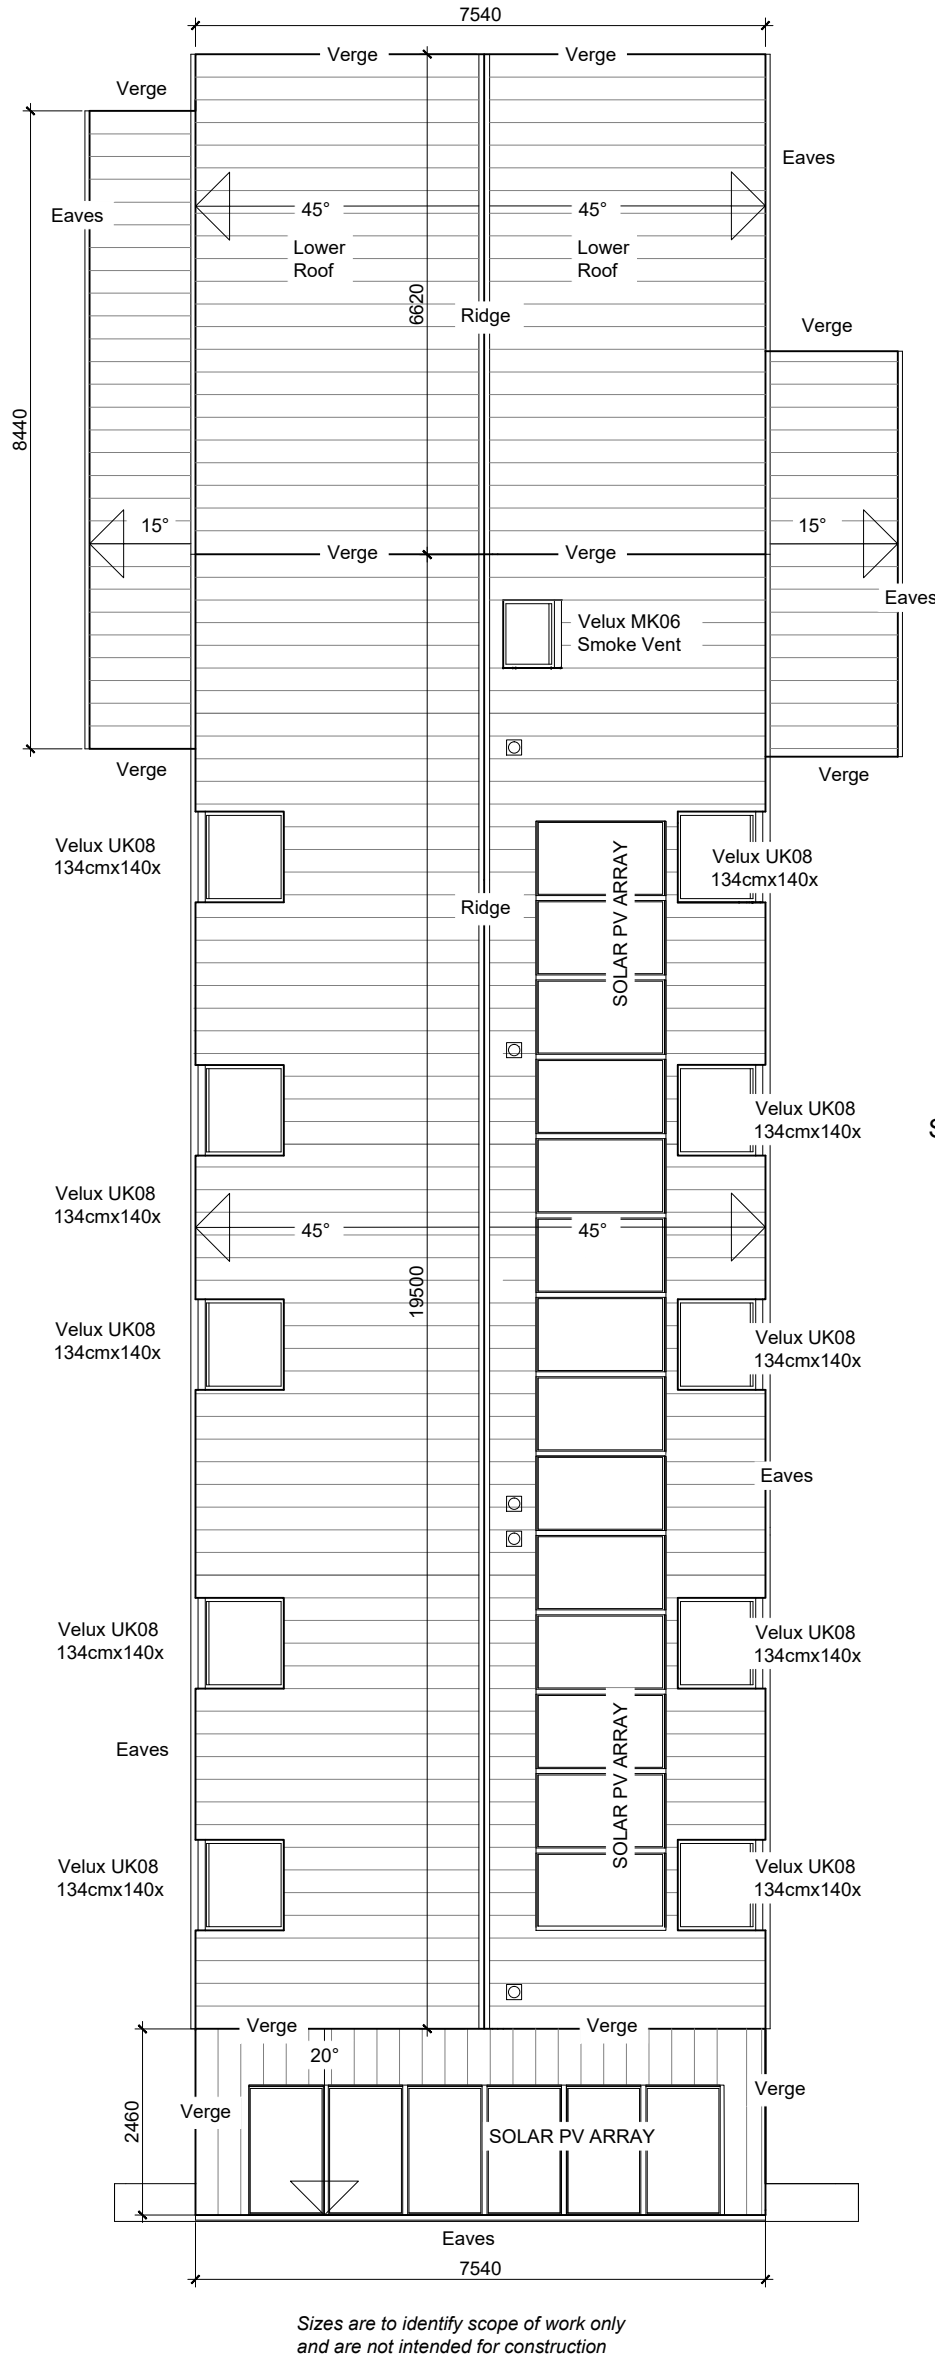 7540
Verge
Verge
Verge
Eaves
Eaves
45°
45°
Lower
Roof
Lower
Roof
6620
Ridge
Verge
8440
15°
15°
Verge
Verge
Eaves
Velux MK06
Smoke Vent
Verge
Verge
Velux UK08
134cmx140x
Velux UK08
134cmx140x
SOLAR PV ARRAY
Ridge
Velux UK08
134cmx140x
S
Velux UK08
134cmx140x
45°
45°
19500
Velux UK08
134cmx140x
Velux UK08
134cmx140x
Eaves
Velux UK08
134cmx140x
Velux UK08
134cmx140x
SOLAR PV ARRAY
Eaves
Velux UK08
134cmx140x
Velux UK08
134cmx140x
Verge
Verge
20°
Verge
Verge
2460
SOLAR PV ARRAY
Eaves
7540
Sizes are to identify scope of work only
and are not intended for construction